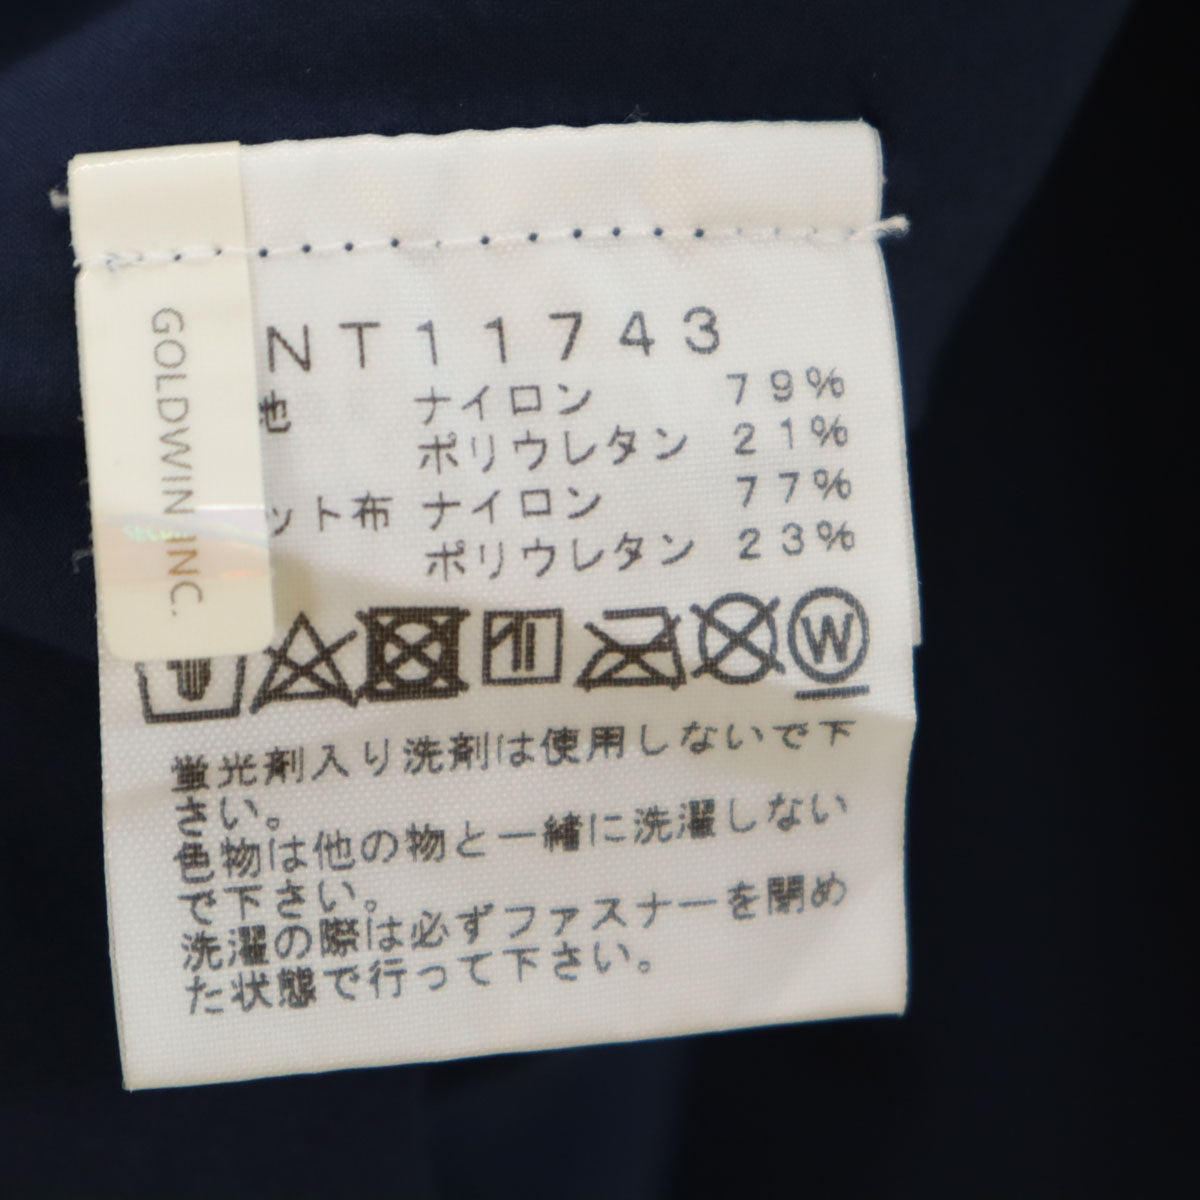 GOLDWIN INC.
NT11743
地 ナイロン 79%
ポリウレタン 21%
ット布 ナイロン 77%
ポリウレタン 23%
W
蛍光剤入り洗剤は使用しないで下
さい。
色物は他の物と一緒に洗濯しない
で下さい。
洗濯の際は必ずファスナーを閉め
た状態で行って下さい。